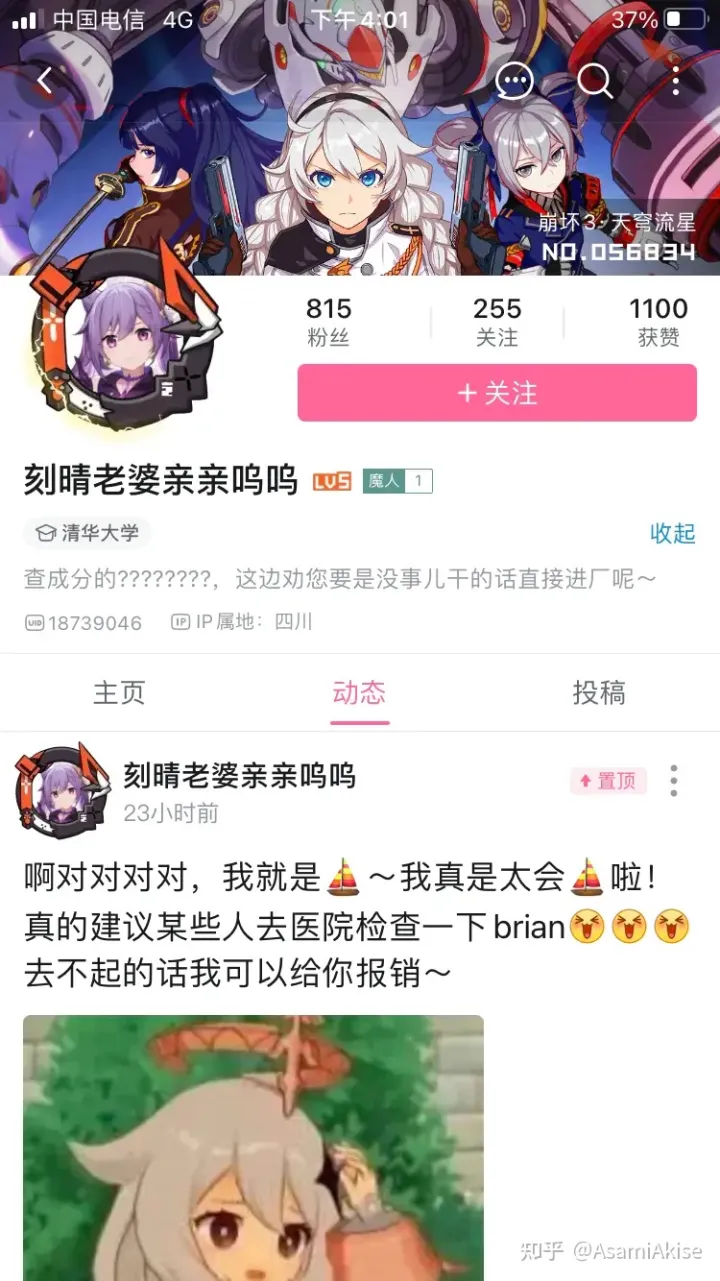 中国电信 4G 下午4:01 37%
崩坏3·天穹流星
NO.056834
815 255 1100
粉丝 关注 获赞
+关注
刻晴老婆亲亲呜呜 LV5 魔人 1
清华大学 收起
查成分的????????，这边劝您要是没事儿干的话直接进厂呢～
UID 18739046 IP IP属地：四川
主页 动态 投稿
刻晴老婆亲亲呜呜 置顶
23小时前
啊对对对对，我就是⛵～我真是太会⛵啦！
真的建议某些人去医院检查一下brian😆😆😆
去不起的话我可以给你报销～
知乎 @AsamiAkise